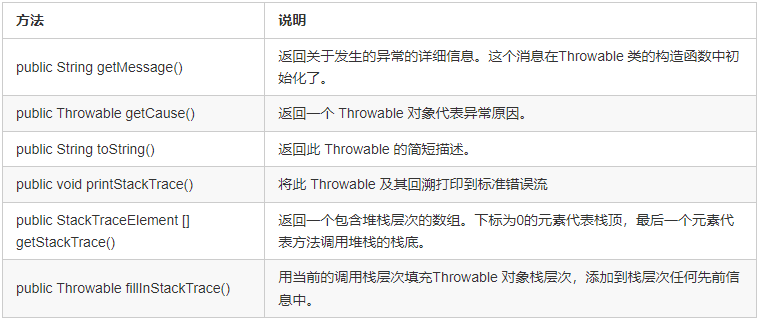 方法 说明
public String getMessage() 返回关于发生的异常的详细信息。这个消息在Throwable 类的构造函数中初
始化了。
public Throwable getCause() 返回一个 Throwable 对象代表异常原因。
public String toString() 返回此 Throwable 的简短描述。
public void printStackTrace() 将此 Throwable 及其回溯打印到标准错误流
public StackTraceElement []
getStackTrace()
返回一个包含堆栈层次的数组。下标为0的元素代表栈顶，最后一个元素代
表方法调用堆栈的栈底。
public Throwable fillInStackTrace() 用当前的调用栈层次填充Throwable 对象栈层次，添加到栈层次任何先前信
息中。